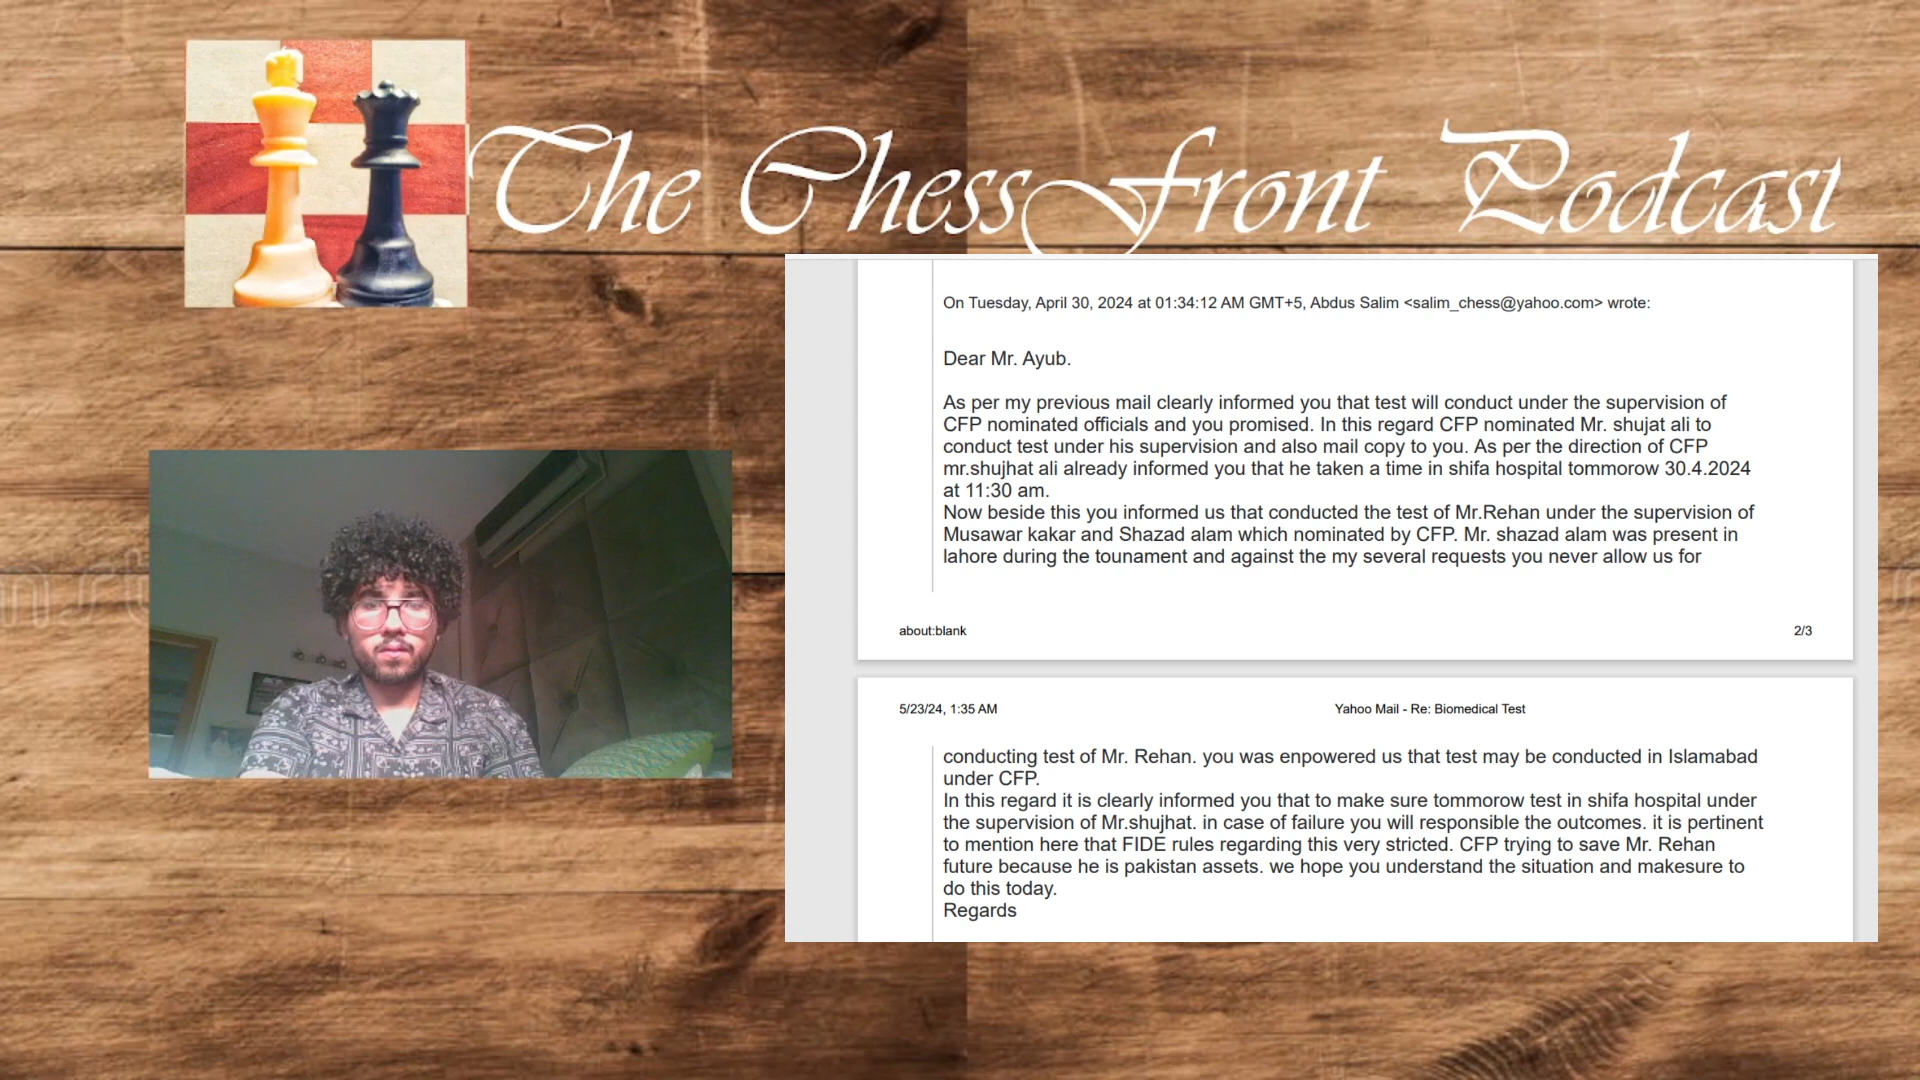 The ChessFront Podcast
On Tuesday, April 30, 2024 at 01:34:12 AM GMT+5, Abdus Salim <salim_chess@yahoo.com> wrote:
Dear Mr. Ayub.
As per my previous mail clearly informed you that test will conduct under the supervision of
CFP nominated officials and you promised. In this regard CFP nominated Mr. shujat ali to
conduct test under his supervision and also mail copy to you. As per the direction of CFP
mr.shujhat ali already informed you that he taken a time in shifa hospital tommorow 30.4.2024
at 11:30 am.
Now beside this you informed us that conducted the test of Mr.Rehan under the supervision of
Musawar kakar and Shazad alam which nominated by CFP. Mr. shazad alam was present in
lahore during the tounament and against the my several requests you never allow us for
about:blank
2/3
5/23/24, 1:35 AM
Yahoo Mail - Re: Biomedical Test
conducting test of Mr. Rehan. you was enpowered us that test may be conducted in Islamabad
under CFP.
In this regard it is clearly informed you that to make sure tommorow test in shifa hospital under
the supervision of Mr.shujhat. in case of failure you will responsible the outcomes. it is pertinent
to mention here that FIDE rules regarding this very stricted. CFP trying to save Mr. Rehan
future because he is pakistan assets. we hope you understand the situation and makesure to
do this today.
Regards